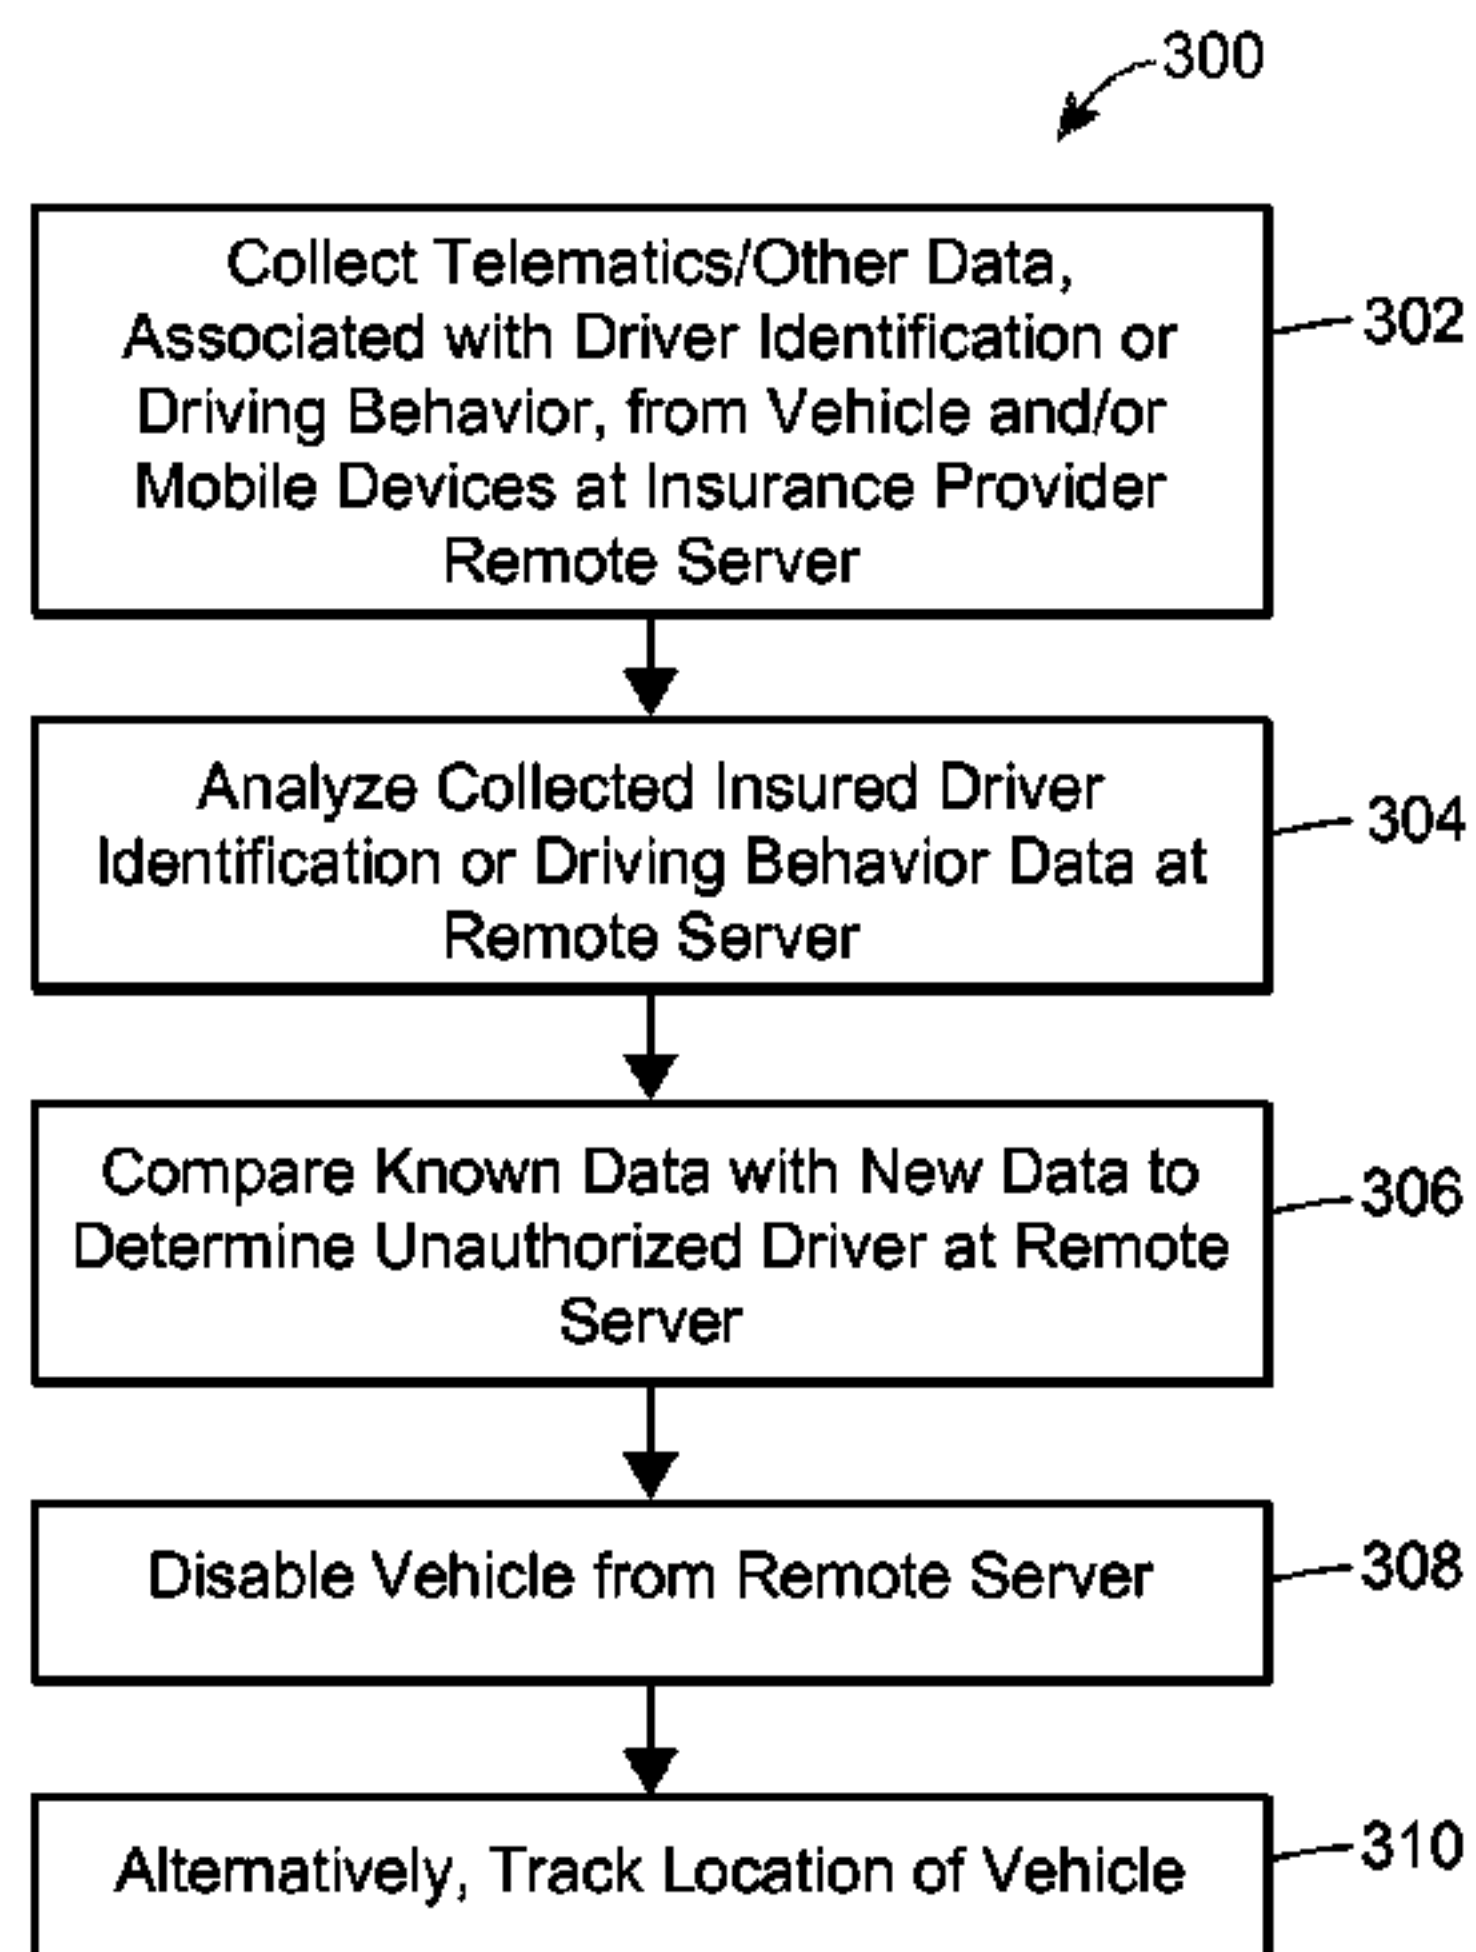 300
Collect Telematics/Other Data,
Associated with Driver Identification or
Driving Behavior, from Vehicle and/or
Mobile Devices at Insurance Provider
Remote Server
302
Analyze Collected Insured Driver
Identification or Driving Behavior Data at
Remote Server
304
Compare Known Data with New Data to
Determine Unauthorized Driver at Remote
Server
306
Disable Vehicle from Remote Server
308
Alternatively, Track Location of Vehicle
310